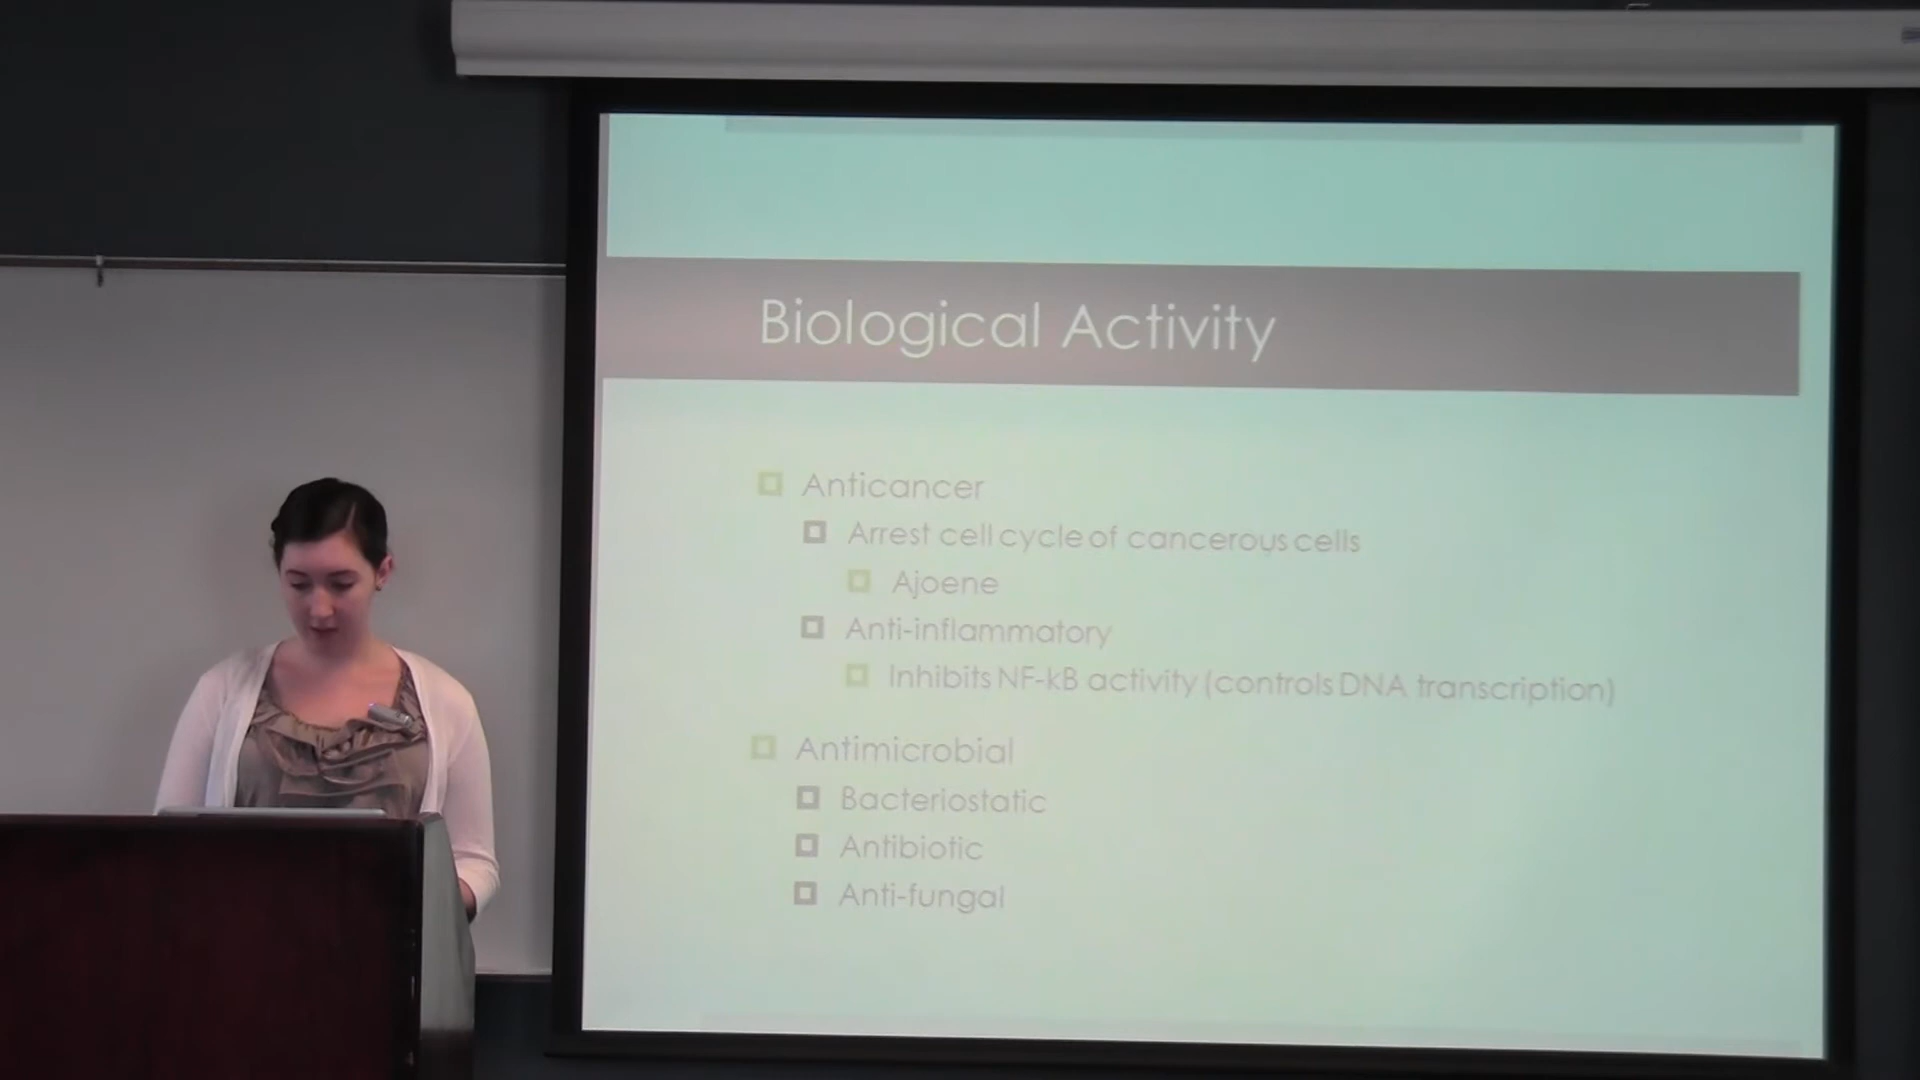 Biological Activity
Anticancer
Arrest cell cycle of cancerous cells
Ajoene
Anti-inflammatory
Inhibits NF-kB activity (controls DNA transcription)
Antimicrobial
Bacteriostatic
Antibiotic
Anti-fungal